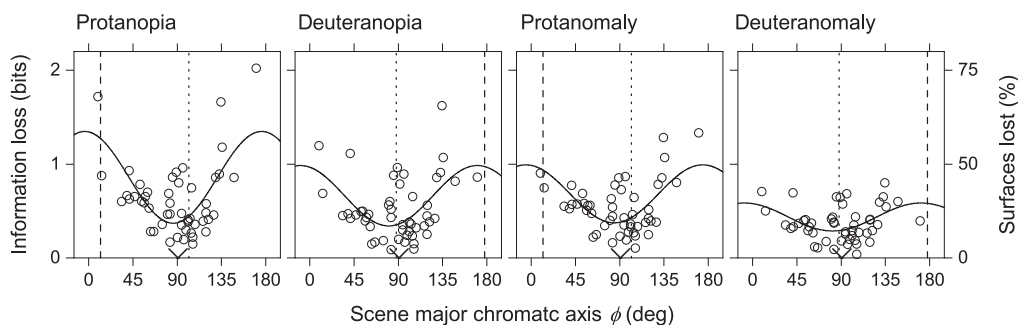 Protanopia Deuteranopia Protanomaly Deuteranomaly
Information loss (bits)
2
1
0
75
50
0
Surfaces lost (%)
0 45 90 135 180 0 45 90 135 180 0 45 90 135 180 0 45 90 135 180
Scene major chromatc axis ϕ (deg)